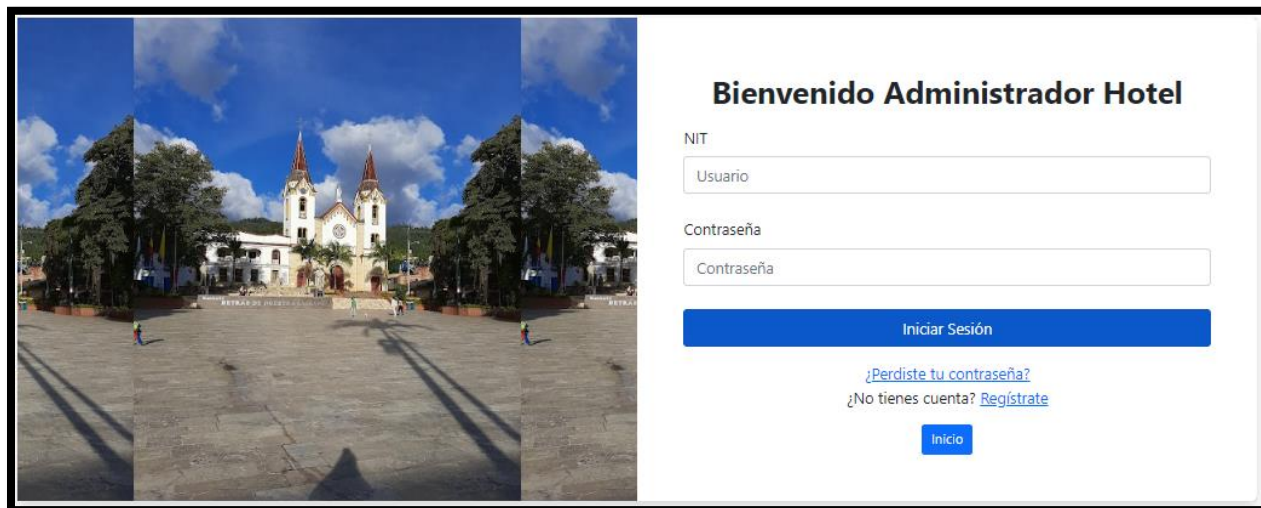 Bienvenido Administrador Hotel
NIT
Usuario
Contraseña
Contraseña
Iniciar Sesión
¿Perdiste tu contraseña?
¿No tienes cuenta? Regístrate
Inicio